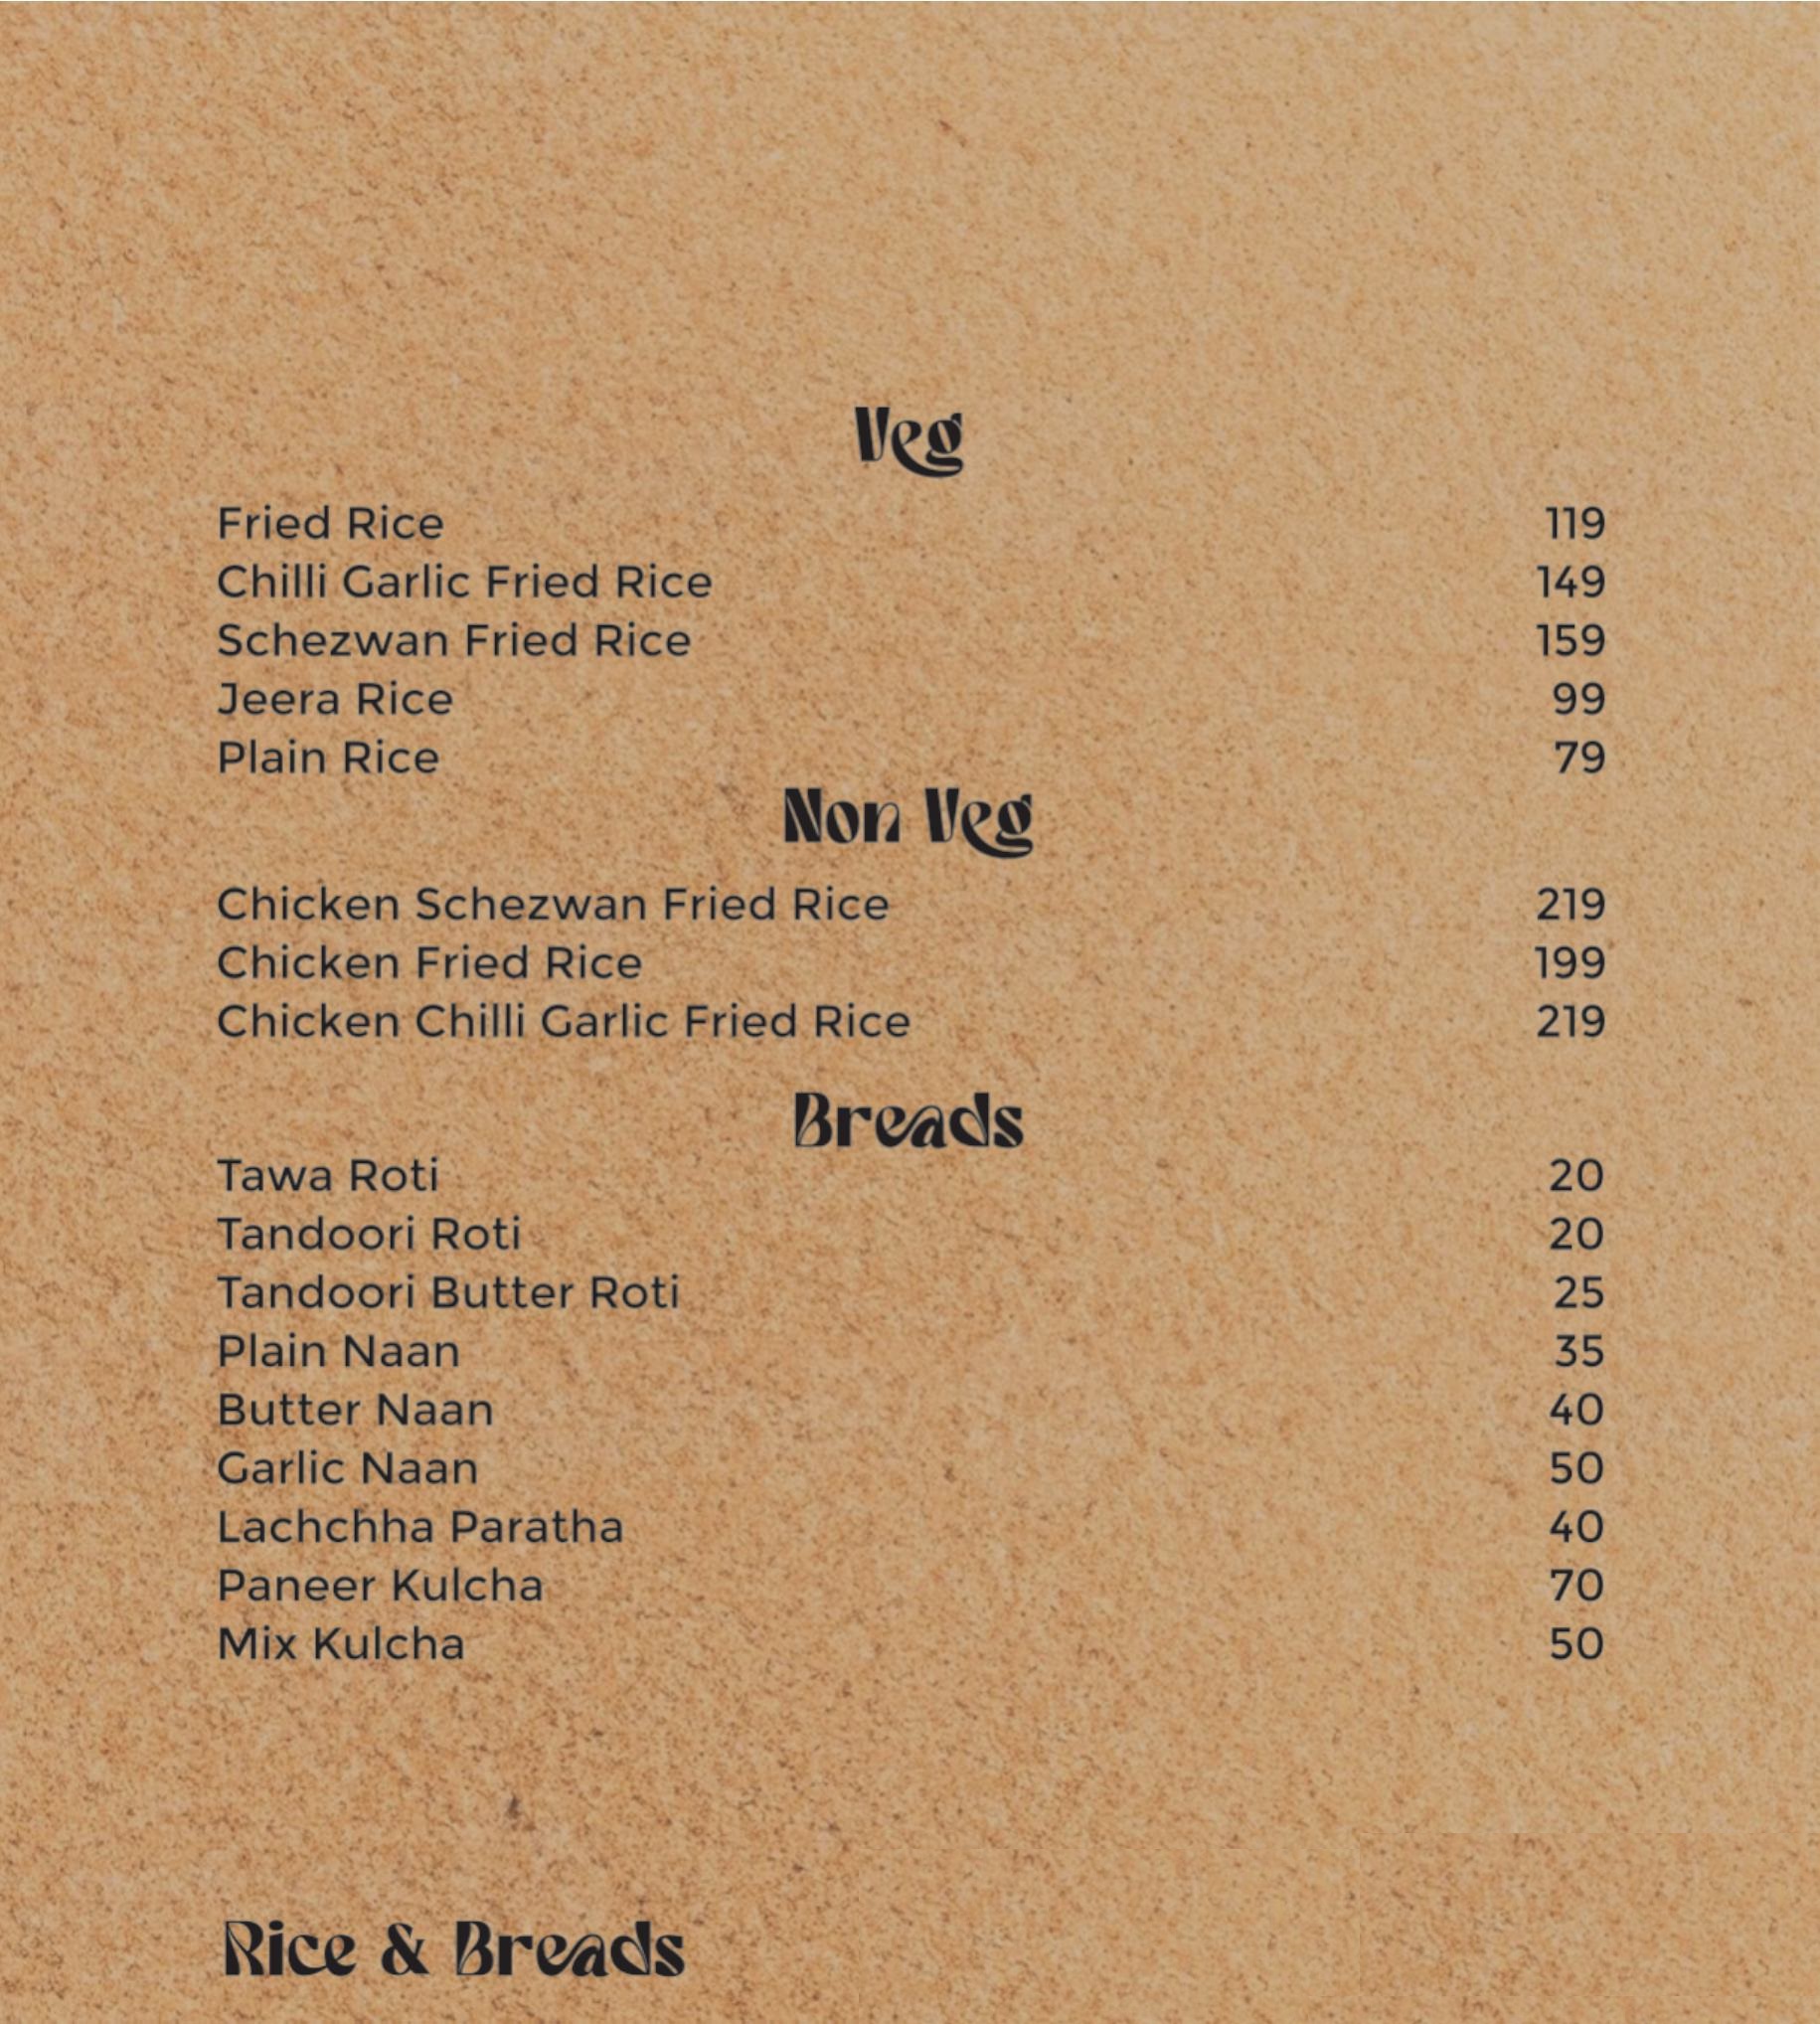 Veg
Fried Rice 119
Chilli Garlic Fried Rice 149
Schezwan Fried Rice 159
Jeera Rice 99
Plain Rice 79
Non Veg
Chicken Schezwan Fried Rice 219
Chicken Fried Rice 199
Chicken Chilli Garlic Fried Rice 219
Breads
Tawa Roti 20
Tandoori Roti 20
Tandoori Butter Roti 25
Plain Naan 35
Butter Naan 40
Garlic Naan 50
Lachchha Paratha 40
Paneer Kulcha 70
Mix Kulcha 50
Rice & Breads